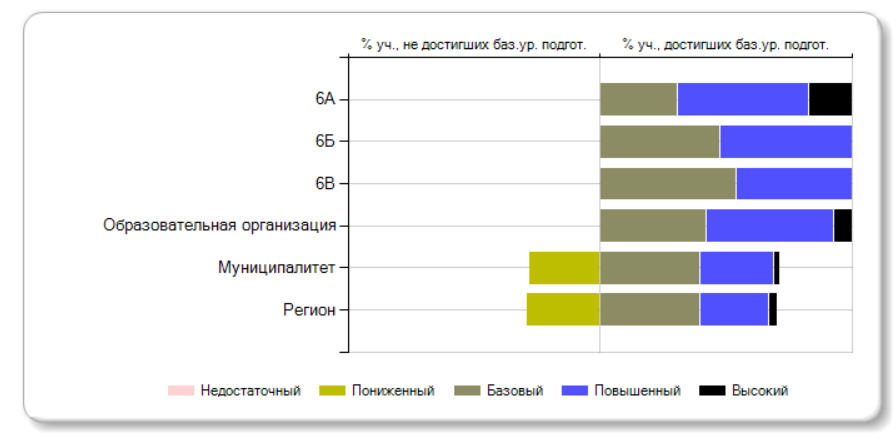 % уч., не достигших баз.ур. подгот. % уч., достигших баз.ур. подгот.
6А
6Б
6В
Образовательная организация
Муниципалитет
Регион
Недостаточный Пониженный Базовый Повышенный Высокий